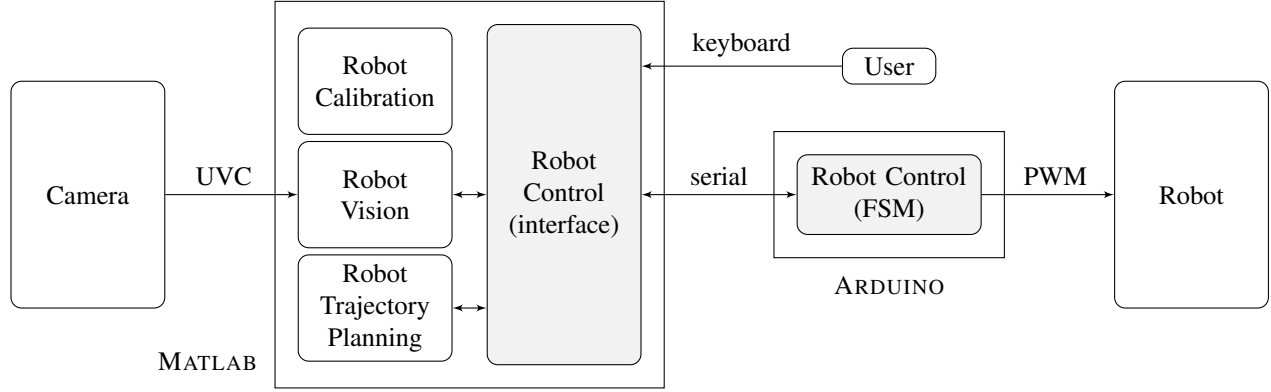 Camera
UVC
Robot
Calibration
Robot
Vision
Robot
Trajectory
Planning
MATLAB
Robot
Control
(interface)
keyboard
User
serial
Robot Control
(FSM)
ARDUINO
PWM
Robot